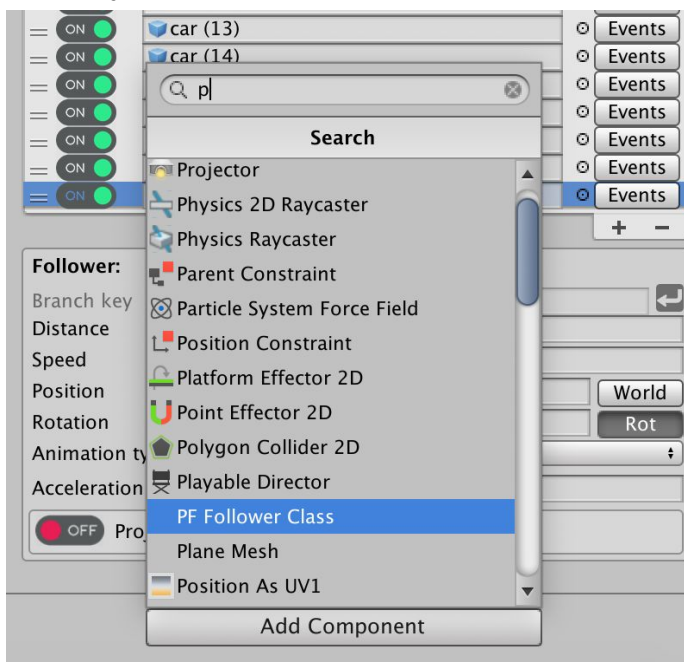 ON car (13) Events
ON car (14) Events
ON Events
ON p Events
ON Events
ON Search Events
ON Projector Events
Physics 2D Raycaster
Physics Raycaster + -
Follower:
Parent Constraint
Branch key
Particle System Force Field
Distance
Position Constraint
Speed
Platform Effector 2D
Position World
Point Effector 2D
Rotation Rot
Polygon Collider 2D
Animation ty
Playable Director
Acceleration
PF Follower Class
OFF Pro
Plane Mesh
Position As UV1
Add Component